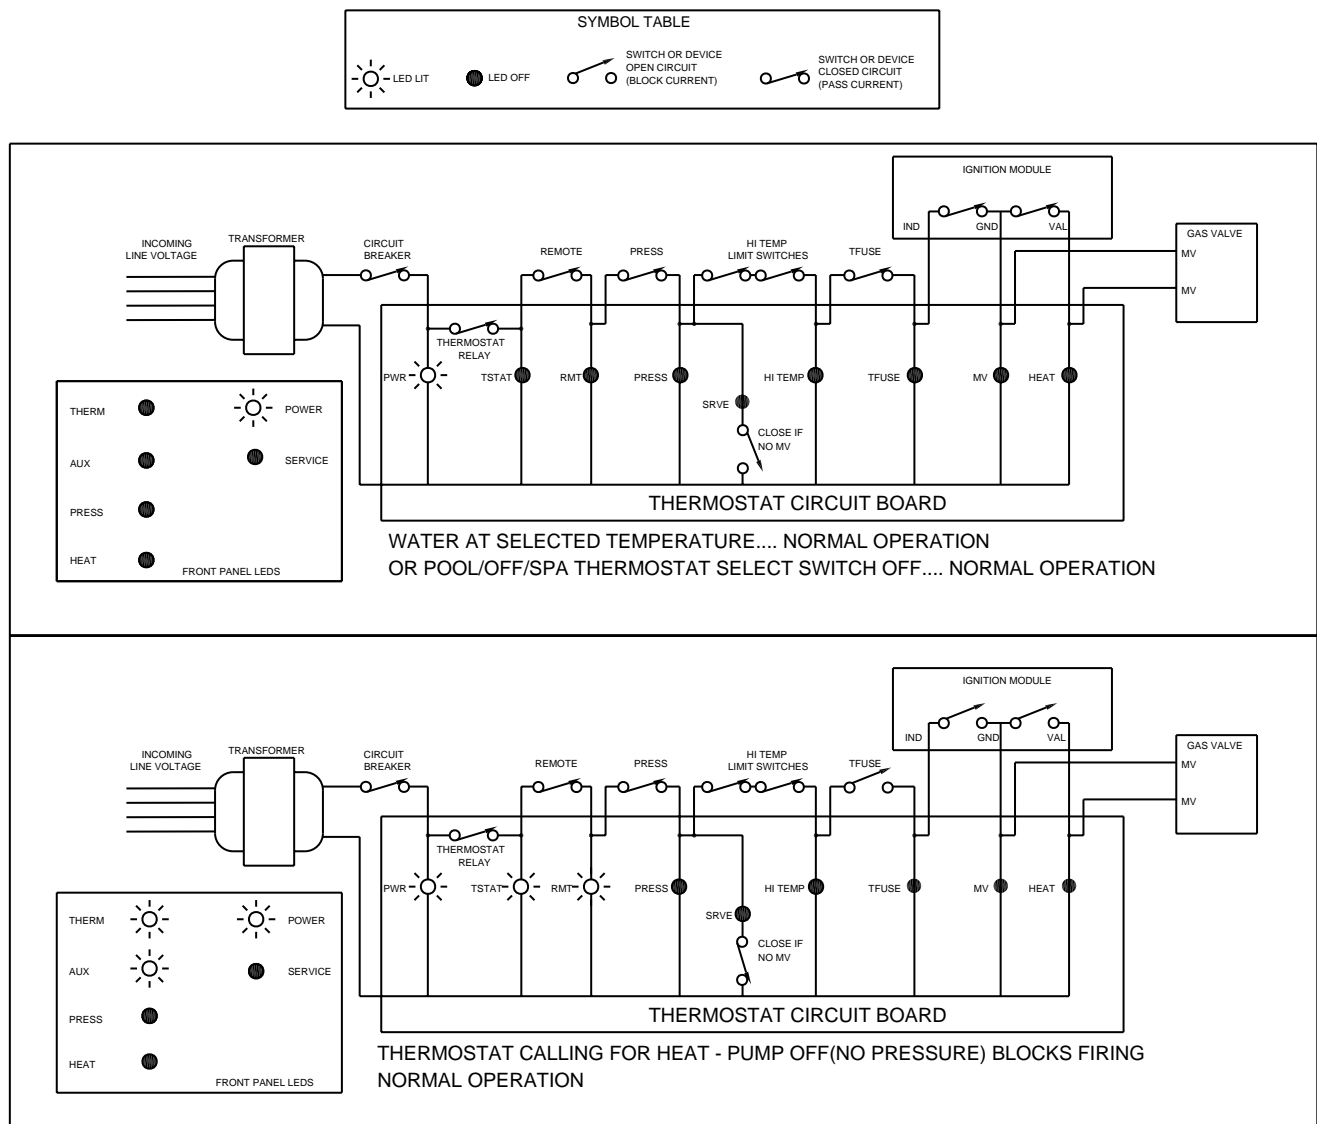 SYMBOL TABLE
LED LIT
LED OFF
SWITCH OR DEVICE
OPEN CIRCUIT
(BLOCK CURRENT)
SWITCH OR DEVICE
CLOSED CIRCUIT
(PASS CURRENT)
IGNITION MODULE
IND
GND
VAL
GAS VALVE
MV
MV
INCOMING
LINE VOLTAGE
TRANSFORMER
CIRCUIT
BREAKER
REMOTE
PRESS
HI TEMP
LIMIT SWITCHES
TFUSE
THERMOSTAT
RELAY
PWR
TSTAT
RMT
PRESS
HI TEMP
TFUSE
MV
HEAT
SRVE
CLOSE IF
NO MV
THERMOSTAT CIRCUIT BOARD
THERM
POWER
AUX
SERVICE
PRESS
HEAT
FRONT PANEL LEDS
WATER AT SELECTED TEMPERATURE.... NORMAL OPERATION
OR POOL/OFF/SPA THERMOSTAT SELECT SWITCH OFF.... NORMAL OPERATION
IGNITION MODULE
IND
GND
VAL
GAS VALVE
MV
MV
INCOMING
LINE VOLTAGE
TRANSFORMER
CIRCUIT
BREAKER
REMOTE
PRESS
HI TEMP
LIMIT SWITCHES
TFUSE
THERMOSTAT
RELAY
PWR
TSTAT
RMT
PRESS
HI TEMP
TFUSE
MV
HEAT
SRVE
CLOSE IF
NO MV
THERMOSTAT CIRCUIT BOARD
THERM
POWER
AUX
SERVICE
PRESS
HEAT
FRONT PANEL LEDS
THERMOSTAT CALLING FOR HEAT - PUMP OFF(NO PRESSURE) BLOCKS FIRING
NORMAL OPERATION